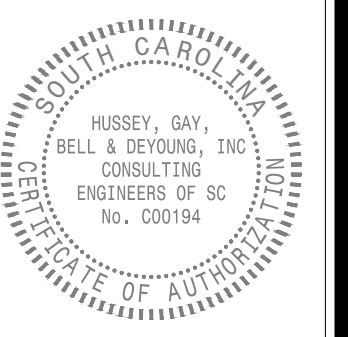 SOUTH CAROLINA
HUSSEY, GAY,
BELL & DEYOUNG, INC
CONSULTING
ENGINEERS OF SC
No. C00194
CERTIFICATE OF AUTHORIZATION